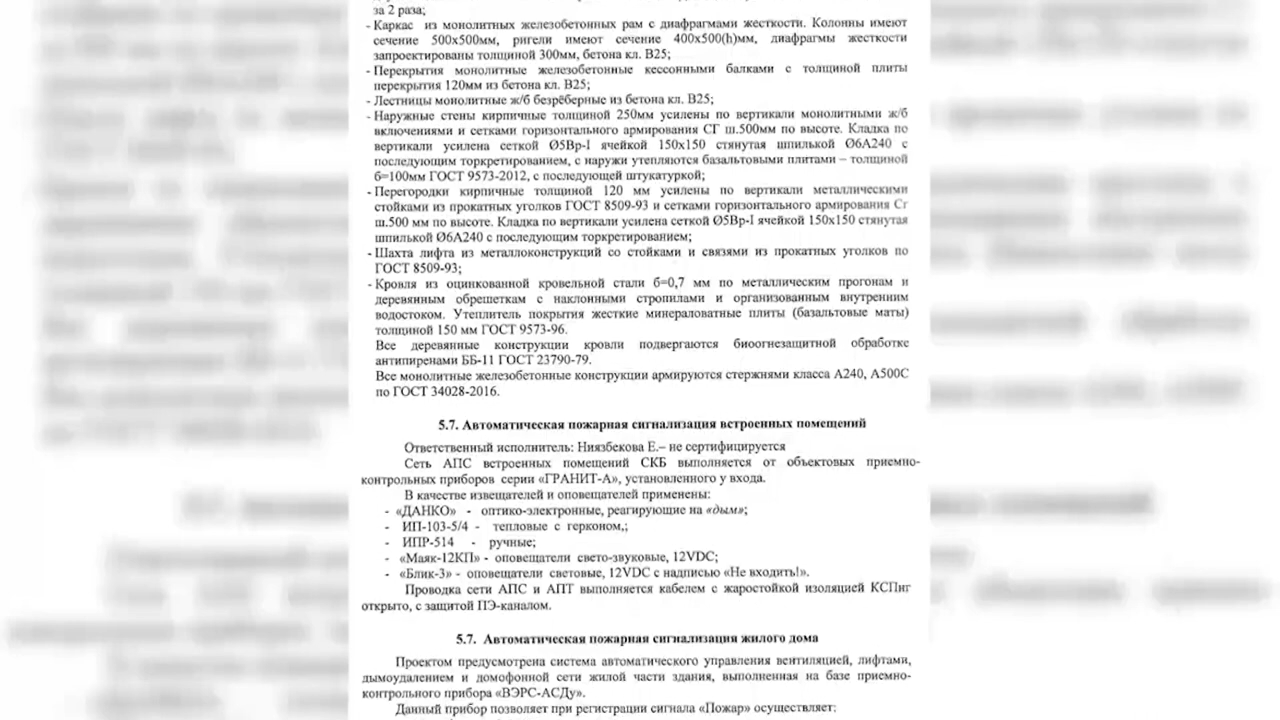 за 2 раза;
- Каркас из монолитных железобетонных рам с диафрагмами жесткости. Колонны имеют
сечение 500х500мм, ригели имеют сечение 400х500(h)мм, диафрагмы жесткости
запроектированы толщиной 300мм, бетона кл. В25;
- Перекрытия монолитные железобетонные кессонными балками с толщиной плиты
перекрытия 120мм из бетона кл. В25;
- Лестницы монолитные ж/б безрёберные из бетона кл. В25;
- Наружные стены кирпичные толщиной 250мм усилены по вертикали монолитными ж/б
включениями и сетками горизонтального армирования СГ ш.500мм по высоте. Кладка по
вертикали усилена сеткой Ø5Вр-I ячейкой 150х150 стянутая шпилькой Ø6А240 с
последующим торкретированием, с наружи утепляются базальтовыми плитами – толщиной
б=100мм ГОСТ 9573-2012, с последующей штукатуркой;
- Перегородки кирпичные толщиной 120 мм усилены по вертикали металлическими
стойками из прокатных уголков ГОСТ 8509-93 и сетками горизонтального армирования Сг
ш.500 мм по высоте. Кладка по вертикали усилена сеткой Ø5Вр-I ячейкой 150х150 стянутая
шпилькой Ø6А240 с последующим торкретированием;
- Шахта лифта из металлоконструкций со стойками и связями из прокатных уголков по
ГОСТ 8509-93;
- Кровля из оцинкованной кровельной стали б=0,7 мм по металлическим прогонам и
деревянным обрешеткам с наклонными стропилами и организованным внутренним
водостоком. Утеплитель покрытия жесткие минераловатные плиты (базальтовые маты)
толщиной 150 мм ГОСТ 9573-96.
Все деревянные конструкции кровли подвергаются биоогнезащитной обработке
антипиренами ББ-11 ГОСТ 23790-79.
Все монолитные железобетонные конструкции армируются стержнями класса А240, А500С
по ГОСТ 34028-2016.
5.7. Автоматическая пожарная сигнализация встроенных помещений
Ответственный исполнитель: Ниязбекова Е.– не сертифицируется
Сеть АПС встроенных помещений СКБ выполняется от объектовых приемно-
контрольных приборов серии «ГРАНИТ-А», установленного у входа.
В качестве извещателей и оповещателей применены:
- «ДАНКО» - оптико-электронные, реагирующие на «дым»;
- ИП-103-5/4 - тепловые с герконом,;
- ИПР-514 - ручные;
- «Маяк-12КП» - оповещатели свето-звуковые, 12VDC;
- «Блик-3» - оповещатели световые, 12VDC с надписью «Не входить!».
Проводка сети АПС и АПТ выполняется кабелем с жаростойкой изоляцией КСПнг
открыто, с защитой ПЭ-каналом.
5.7. Автоматическая пожарная сигнализация жилого дома
Проектом предусмотрена система автоматического управления вентиляцией, лифтами,
дымоудалением и домофонной сети жилой части здания, выполненная на базе приемно-
контрольного прибора «ВЭРС-АСДу».
Данный прибор позволяет при регистрации сигнала «Пожар» осуществляет: